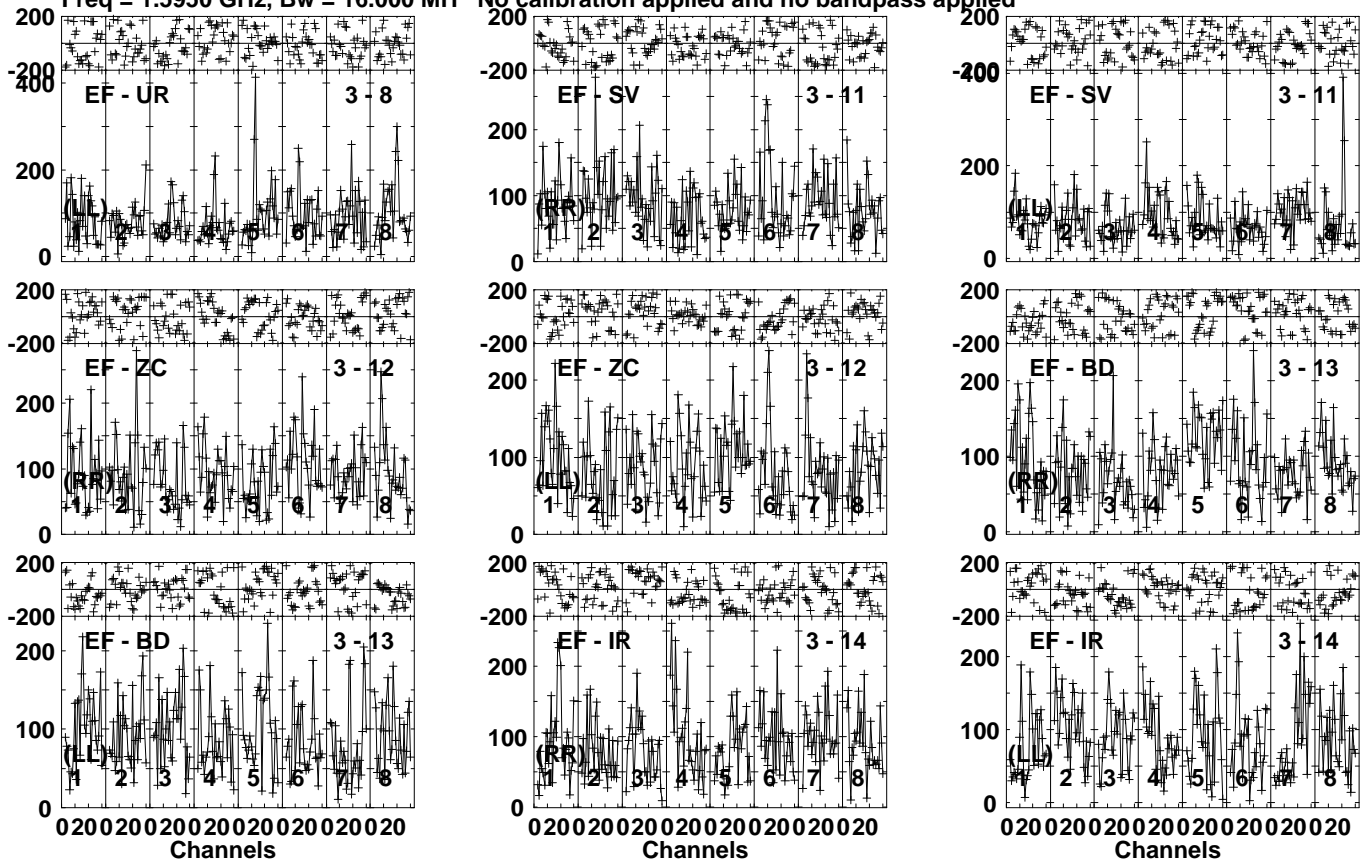 Freq = 1.5950 GHz, Bw = 16.000 MH No calibration applied and no bandpass applied
200 200 200
-200 -200
400 EF - UR 3 - 8 EF - SV 3 - 11 400 EF - SV 3 - 11
200 200 200
100
(LL) (RR) (LL)
1 2 3 4 5 6 7 8 1 2 3 4 5 6 7 8 1 2 3 4 5 6 7 8
0 0 0
200 200 200
-200 -200 -200
EF - ZC 3 - 12 EF - ZC 3 - 12 EF - BD 3 - 13
200 200 200
100 100 100
(RR) (LL) (RR)
1 2 3 4 5 6 7 8 1 2 3 4 5 6 7 8 1 2 3 4 5 6 7 8
0 0 0
200 200 200
-200 -200 -200
EF - BD 3 - 13 EF - IR 3 - 14 EF - IR 3 - 14
200 200 200
100 100 100
(LL) (RR) (LL)
1 2 3 4 5 6 7 8 1 2 3 4 5 6 7 8 1 2 3 4 5 6 7 8
0 0 0
0 20 0 20 0 20 0 20 0 20 0 20 0 20 0 20 0 20 0 20 0 20 0 20 0 20 0 20 0 20 0 20 0 20 0 20 0 20 0 20 0 20 0 20 0 20 0 20
Channels Channels Channels